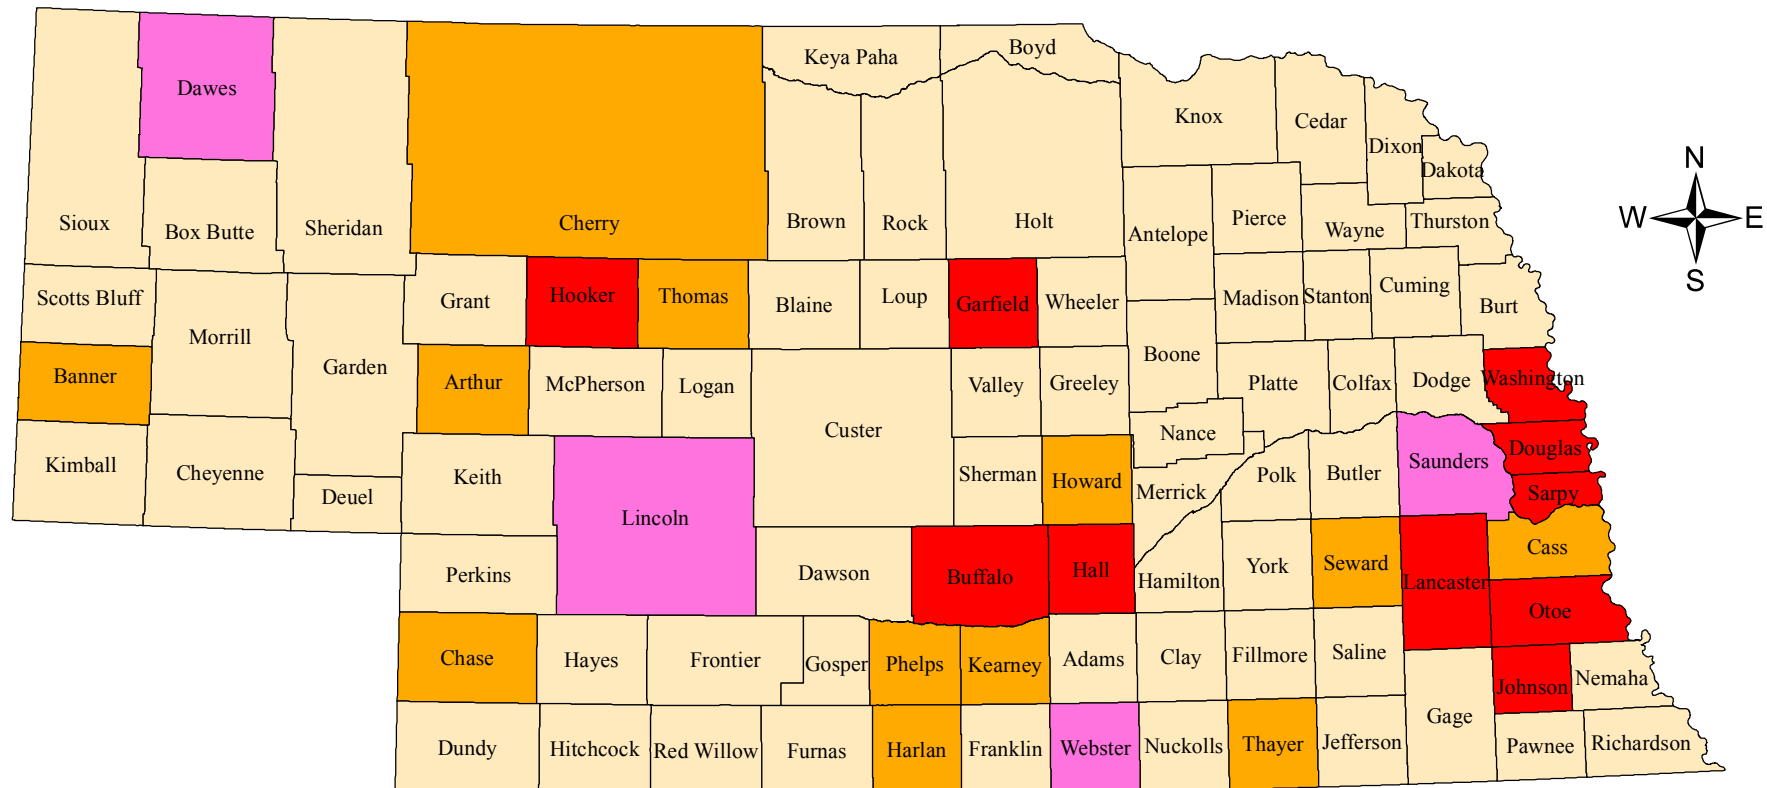 Keya Paha
Boyd
Dawes
Knox
Cedar
Dixon
Dakota
N
W
E
S
Sioux
Box Butte
Sheridan
Cherry
Brown
Rock
Holt
Antelope
Pierce
Wayne
Thurston
Scotts Bluff
Morrill
Grant
Hooker
Thomas
Blaine
Loup
Garfield
Wheeler
Madison
Stanton
Cuming
Burt
Banner
Garden
Arthur
McPherson
Logan
Custer
Valley
Greeley
Boone
Platte
Colfax
Dodge
Washington
Kimball
Cheyenne
Deuel
Keith
Lincoln
Sherman
Howard
Nance
Merrick
Polk
Butler
Saunders
Douglas
Sarpy
Perkins
Dawson
Buffalo
Hall
Hamilton
York
Seward
Lancaster
Cass
Otoe
Chase
Hayes
Frontier
Gosper
Phelps
Kearney
Adams
Clay
Fillmore
Saline
Johnson
Nemaha
Dundy
Hitchcock
Red Willow
Furnas
Harlan
Franklin
Webster
Nuckolls
Thayer
Jefferson
Gage
Pawnee
Richardson